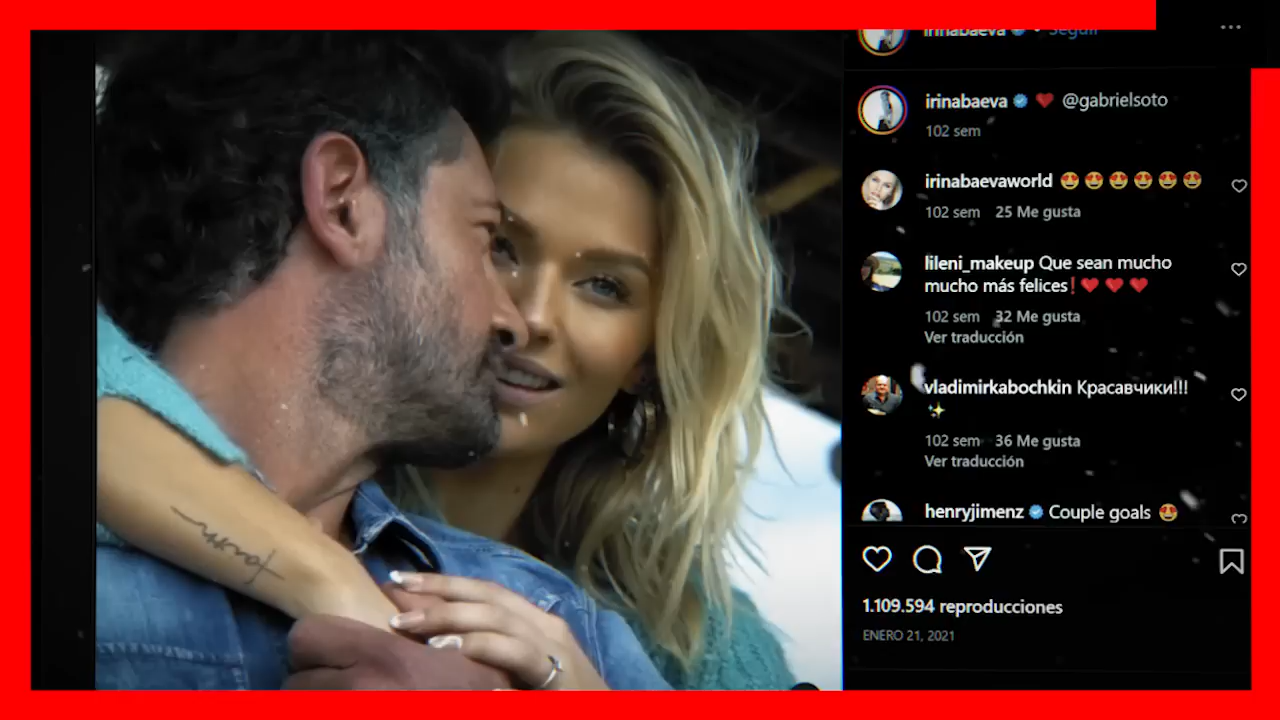 irinabaeva • Seguir
irinabaeva ❤️ @gabrielsoto
102 sem
irinabaevaworld 😍😍😍😍😍😍
102 sem 25 Me gusta
lileni_makeup Que sean mucho
mucho más felices❗❤️❤️❤️
102 sem 32 Me gusta
Ver traducción
vladimirkabochkin Красавчики!!!
✨
102 sem 36 Me gusta
Ver traducción
henryjimenz Couple goals 😍
1.109.594 reproducciones
ENERO 21, 2021